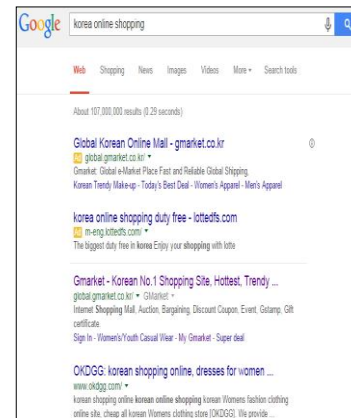 Google korea online shopping
Web Shopping News Images Videos More Search tools
About 107,000,000 results (0.29 seconds)
Global Korean Online Mall - gmarket.co.kr
Ad global.gmarket.co.kr/
Gmarket: Global e-Market Place Fast and Reliable Global Shipping,
Korean Trendy Make-up - Today's Best Deal - Women's Apparel - Men's Apparel
korea online shopping duty free - lottedfs.com
Ad m-eng.lottedfs.com/
The biggest duty free in korea Enjoy your shopping with lotte
Gmarket - Korean No.1 Shopping Site, Hottest, Trendy ...
global.gmarket.co.kr/ GMarket
Internet Shopping Mall, Auction, Bargaining, Discount Coupon, Event, Gstamp, Gift
certificate.
Sign In - Women's/Youth Casual Wear - My Gmarket - Super deal
OKDGG: korean shopping online, dresses for women ...
www.okdgg.com/
korean shopping online korean online shopping korean Womens fashion clothing
online site, cheap all korean Womens clothing store [OKDGG]. We provide ...